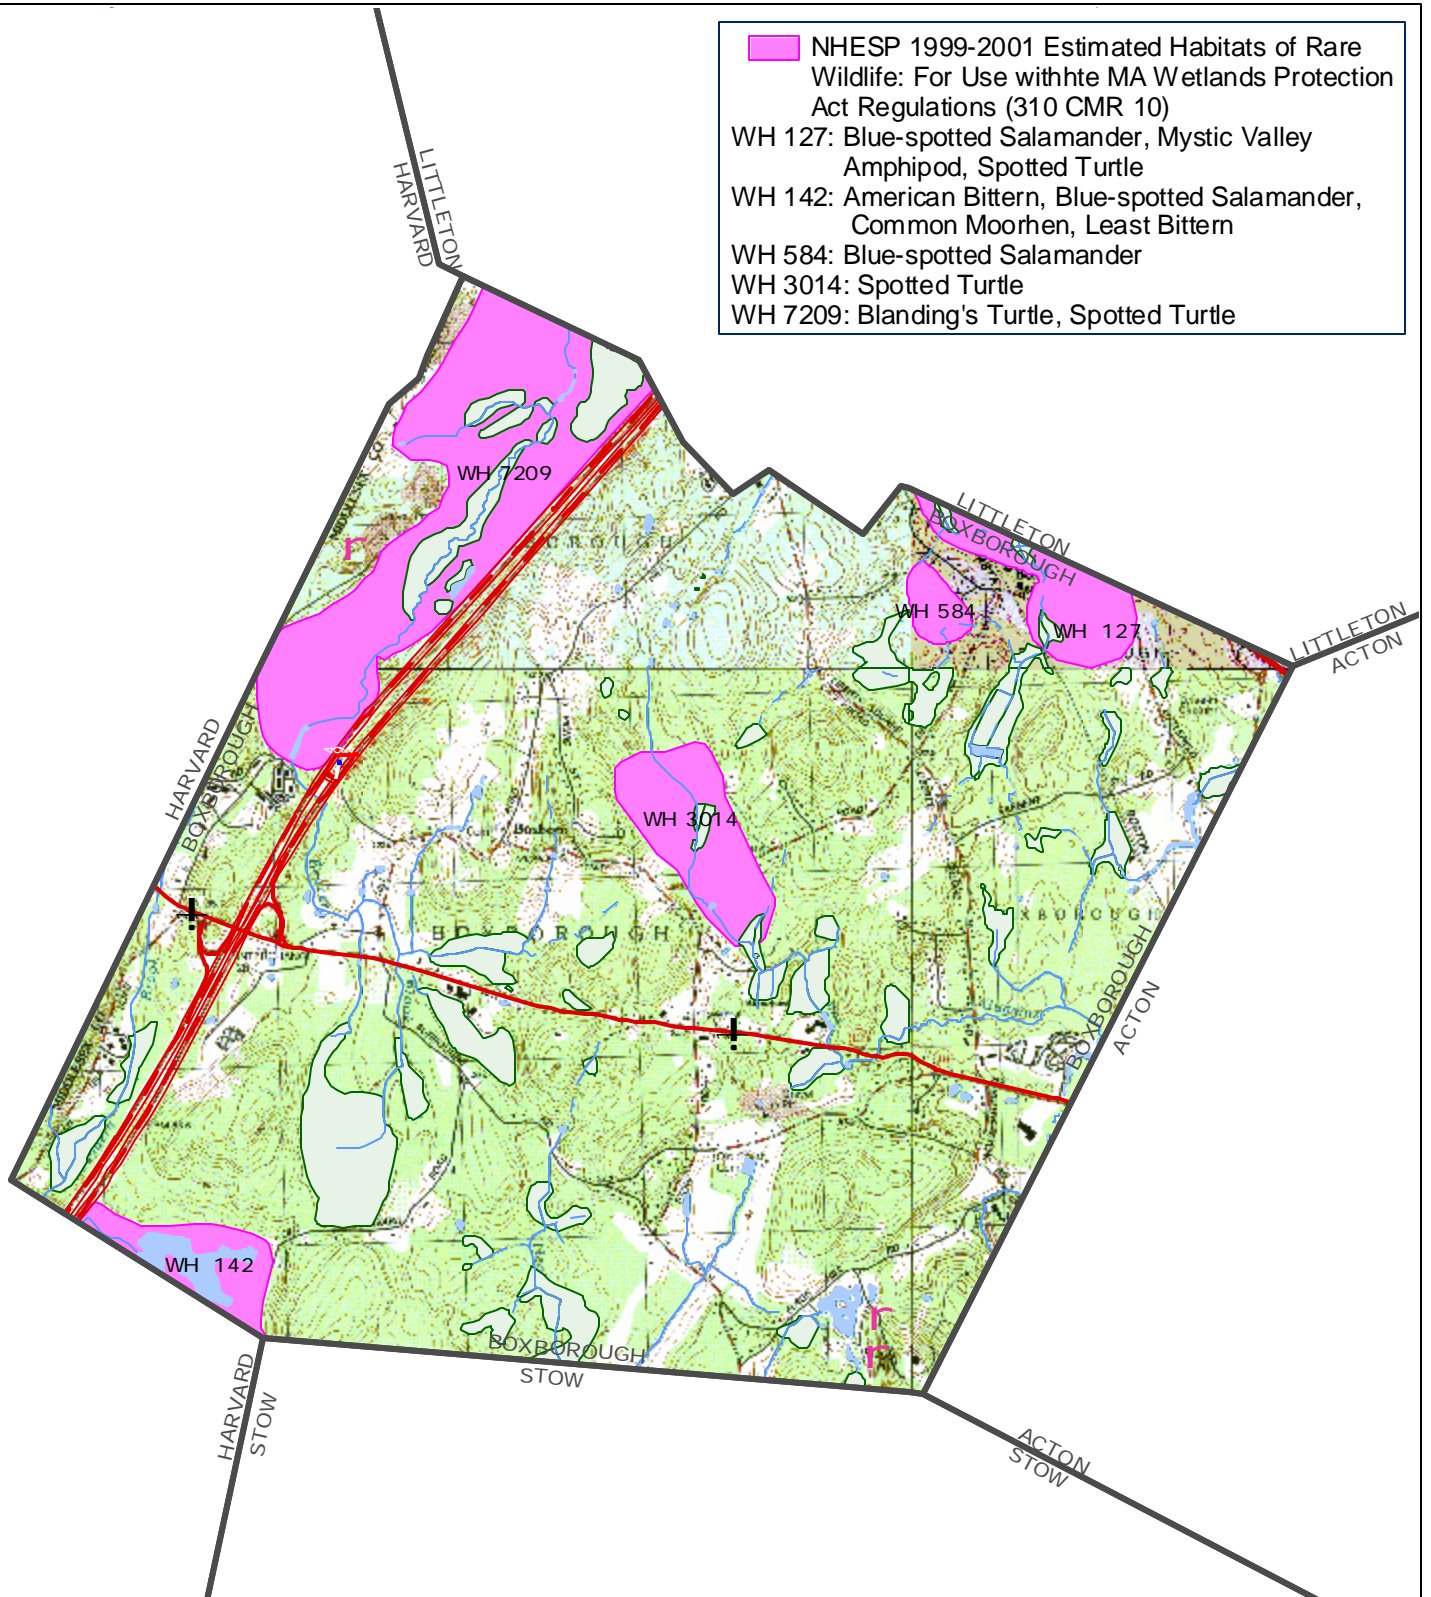 NHESP 1999-2001 Estimated Habitats of Rare
Wildlife: For Use withhte MA Wetlands Protection
Act Regulations (310 CMR 10)
WH 127: Blue-spotted Salamander, Mystic Valley
Amphipod, Spotted Turtle
WH 142: American Bittern, Blue-spotted Salamander,
Common Moorhen, Least Bittern
WH 584: Blue-spotted Salamander
WH 3014: Spotted Turtle
WH 7209: Blanding's Turtle, Spotted Turtle
LITTLETON
HARVARD
WH 7209
r
LITTLETON
BOXBOROUGH
WH 584
WH 127
LITTLETON
ACTON
HARVARD
BOXBOROUGH
WH 3014
BOXBOROUGH
BOXBOROUGH
ACTON
WH 142
r
r
BOXBOROUGH
STOW
HARVARD
STOW
ACTON
STOW